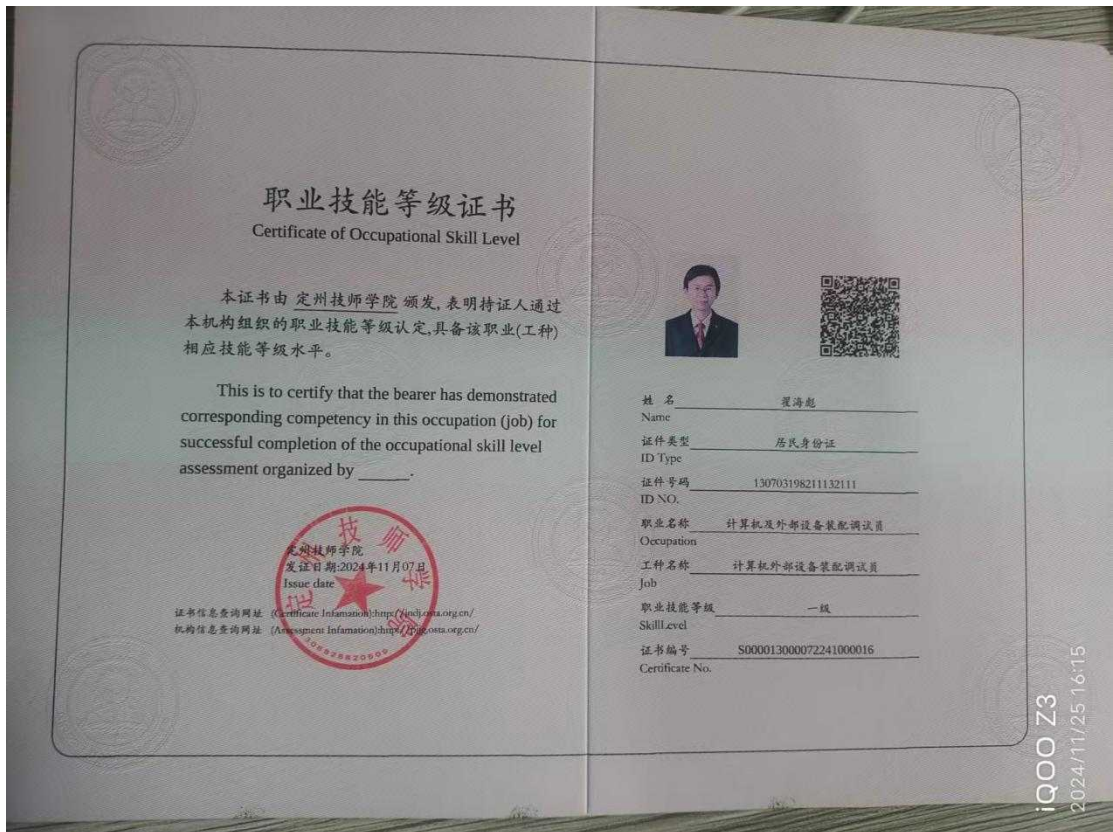 职业技能等级证书
Certificate of Occupational Skill Level
本证书由 定州技师学院 颁发,表明持证人通过
本机构组织的职业技能等级认定,具备该职业(工种)
相应技能等级水平。
This is to certify that the bearer has demonstrated
corresponding competency in this occupation (job) for
successful completion of the occupational skill level
assessment organized by ______.
定州技师学院
定州技师学院
发证日期:2024年11月07日
Issue date
证书信息查询网址 (Certificate Infamation):http://jndj.osta.org.cn/
机构信息查询网址 (Assessment Infamation):http://pjjg.osta.org.cn/
姓 名 翟海彪
Name
证件类型 居民身份证
ID Type
证件号码 130703198211132111
ID NO.
职业名称 计算机及外部设备装配调试员
Occupation
工种名称 计算机外部设备装配调试员
Job
职业技能等级 一级
SkillLevel
证书编号 S000013000072241000016
Certificate No.
iQOO Z3
2024/11/25 16:15